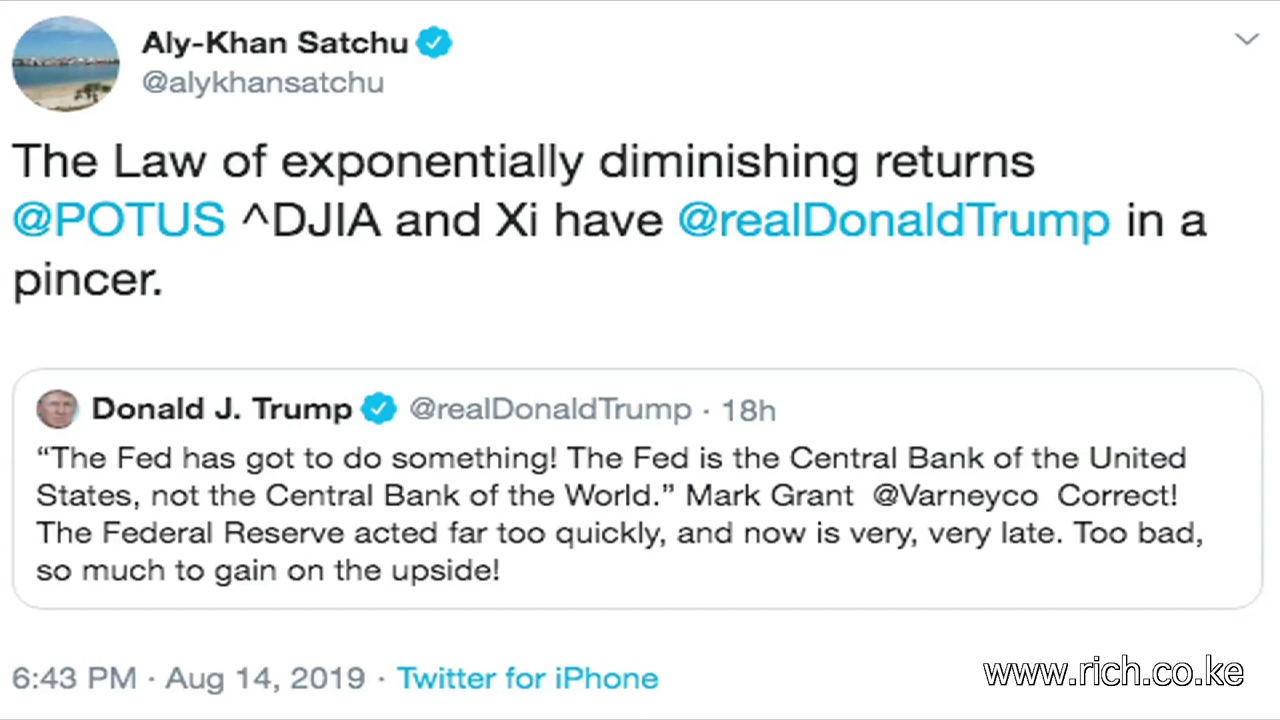 Aly-Khan Satchu
@alykhansatchu
The Law of exponentially diminishing returns
@POTUS ^DJIA and Xi have @realDonaldTrump in a
pincer.
Donald J. Trump @realDonaldTrump · 18h
“The Fed has got to do something! The Fed is the Central Bank of the United
States, not the Central Bank of the World.” Mark Grant @Varneyco Correct!
The Federal Reserve acted far too quickly, and now is very, very late. Too bad,
so much to gain on the upside!
6:43 PM · Aug 14, 2019 · Twitter for iPhone
www.rich.co.ke